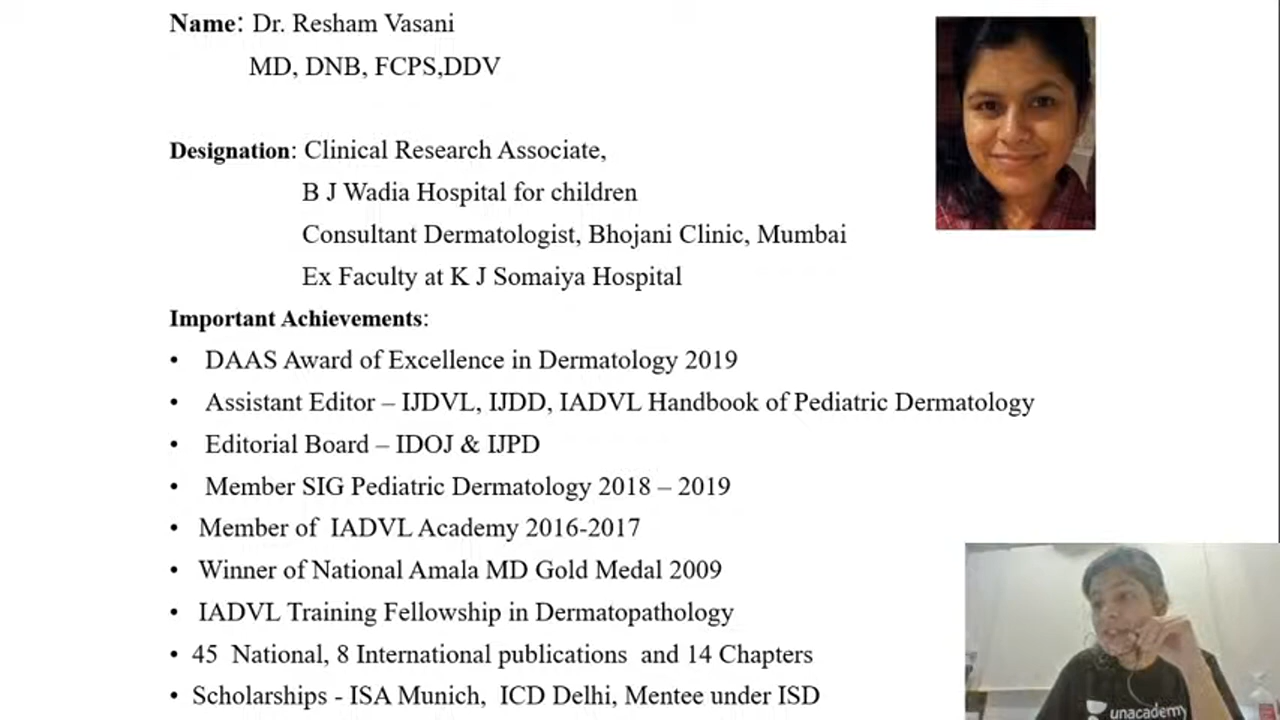 Name: Dr. Resham Vasani
MD, DNB, FCPS,DDV
Designation: Clinical Research Associate,
B J Wadia Hospital for children
Consultant Dermatologist, Bhojani Clinic, Mumbai
Ex Faculty at K J Somaiya Hospital
Important Achievements:
• DAAS Award of Excellence in Dermatology 2019
• Assistant Editor – IJDVL, IJDD, IADVL Handbook of Pediatric Dermatology
• Editorial Board – IDOJ & IJPD
• Member SIG Pediatric Dermatology 2018 – 2019
• Member of IADVL Academy 2016-2017
• Winner of National Amala MD Gold Medal 2009
• IADVL Training Fellowship in Dermatopathology
• 45 National, 8 International publications and 14 Chapters
• Scholarships - ISA Munich, ICD Delhi, Mentee under ISD
unacademy